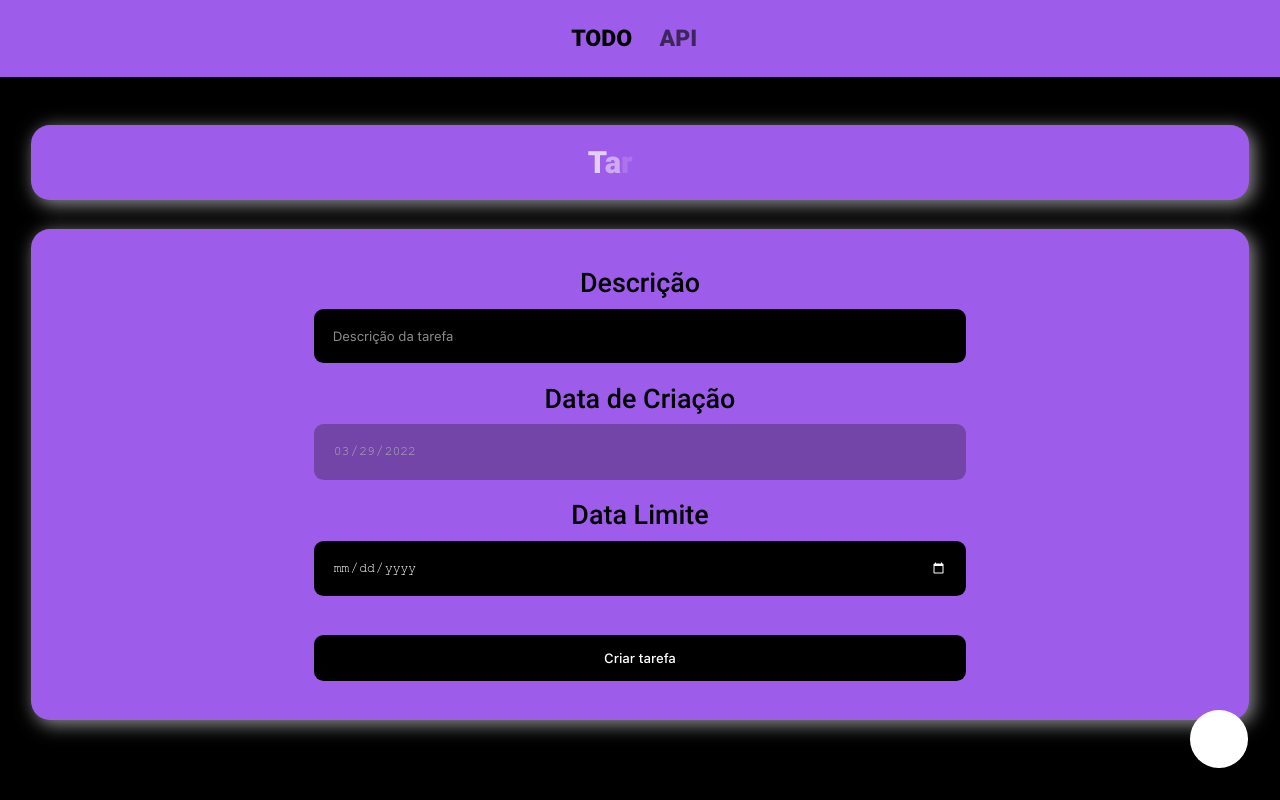 TODO API
Tar
Descrição
Descrição da tarefa
Data de Criação
03/29/2022
Data Limite
mm/dd/yyyy
Criar tarefa